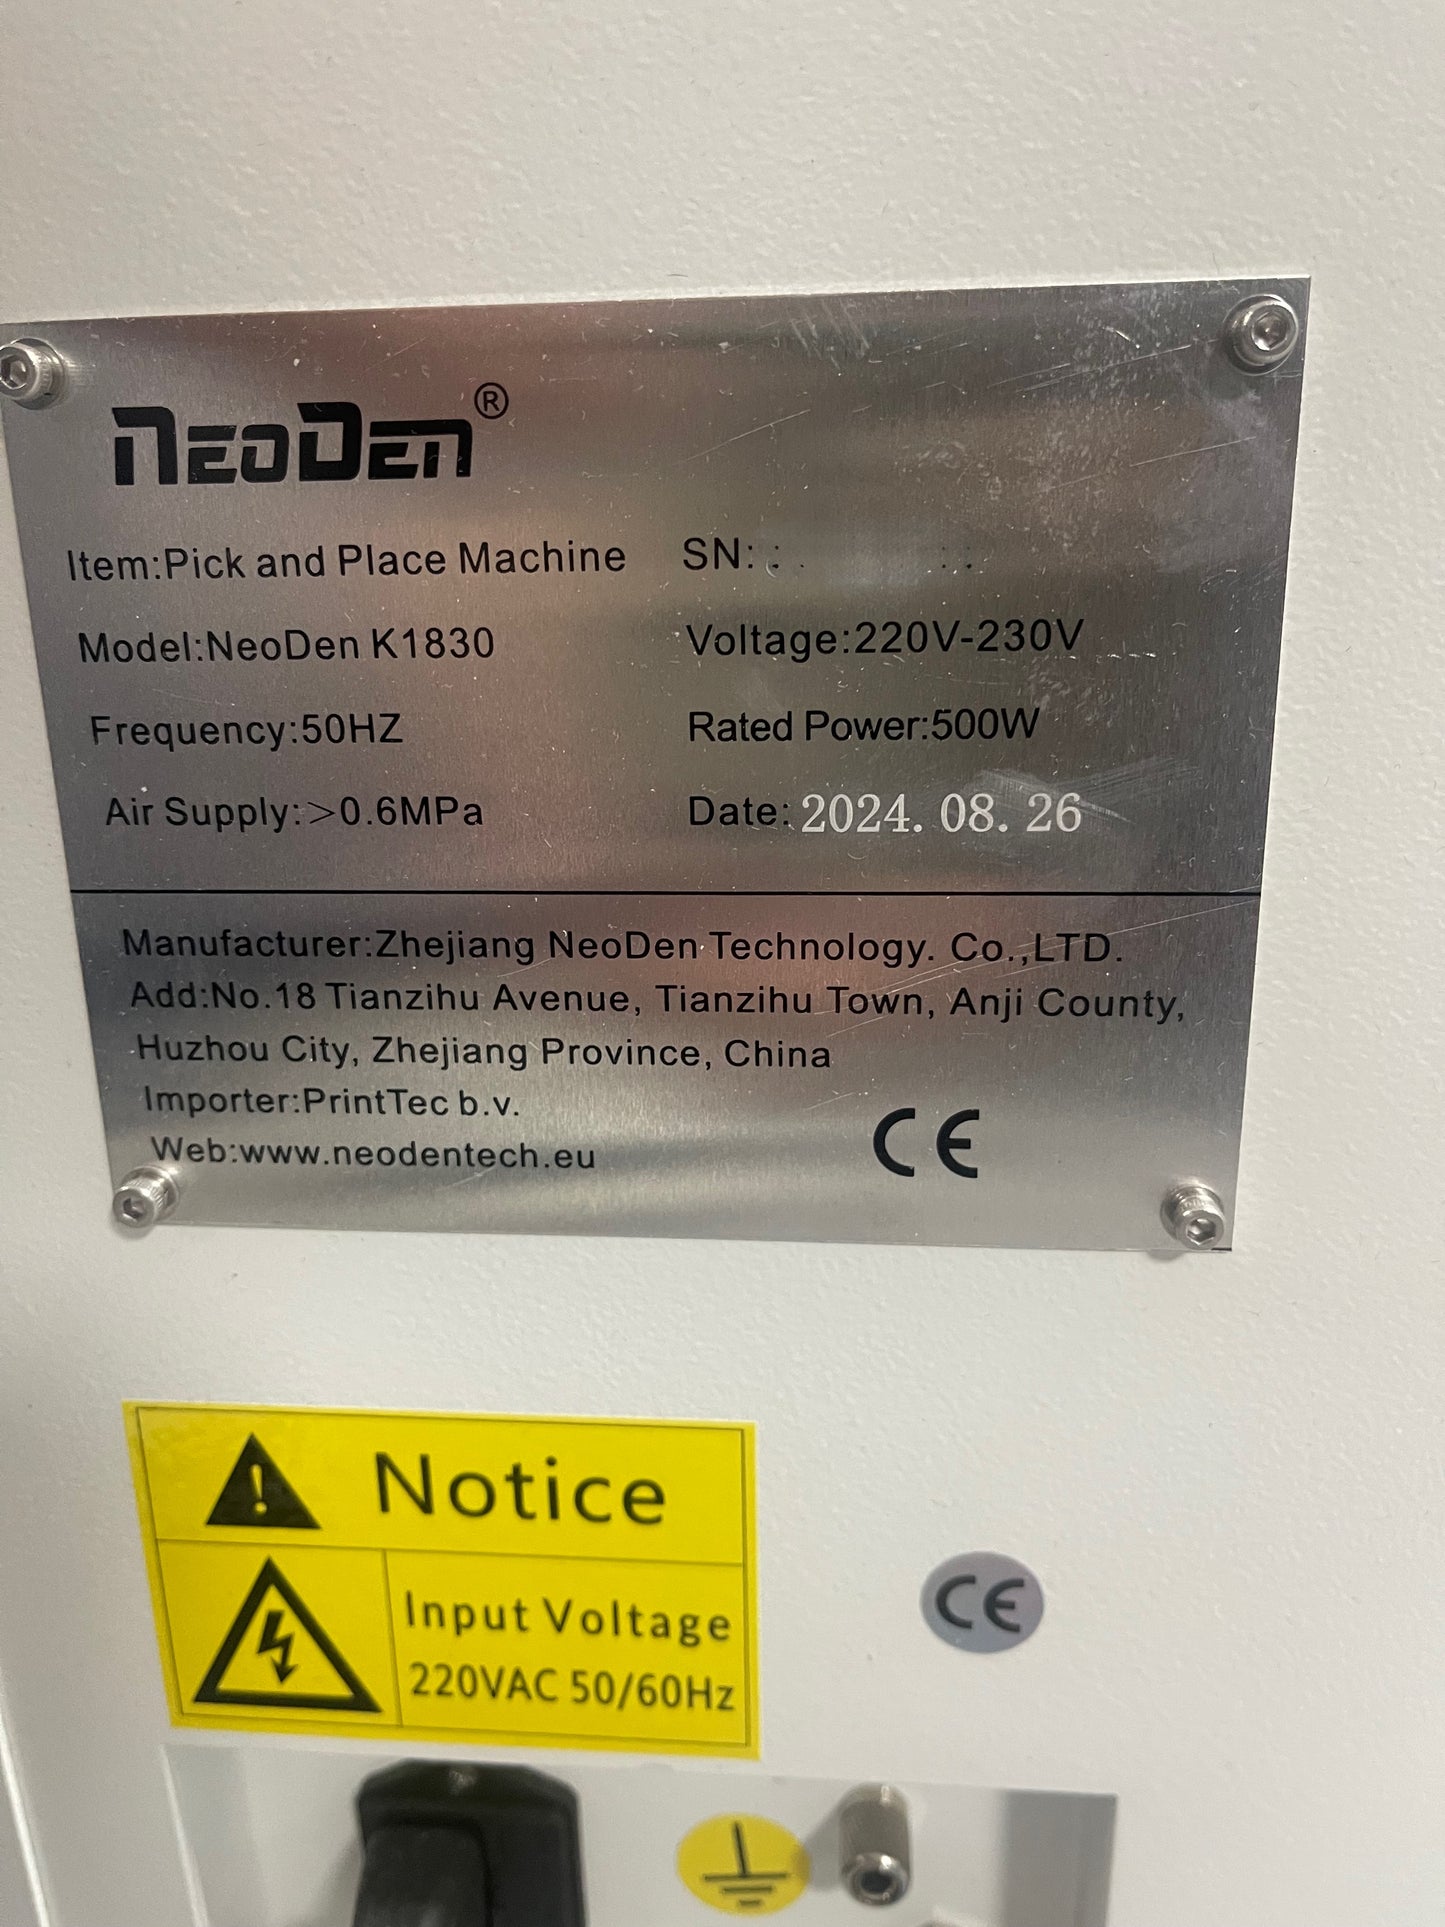 NEODEN®
Item:Pick and Place Machine SN:
Model:NeoDen K1830 Voltage:220V-230V
Frequency:50HZ Rated Power:500W
Air Supply:>0.6MPa Date: 2024. 08. 26
Manufacturer:Zhejiang NeoDen Technology. Co.,LTD.
Add:No.18 Tianzihu Avenue, Tianzihu Town, Anji County,
Huzhou City, Zhejiang Province, China
Importer:PrintTec b.v.
Web:www.neodentech.eu
CE
Notice
Input Voltage
220VAC 50/60Hz
CE